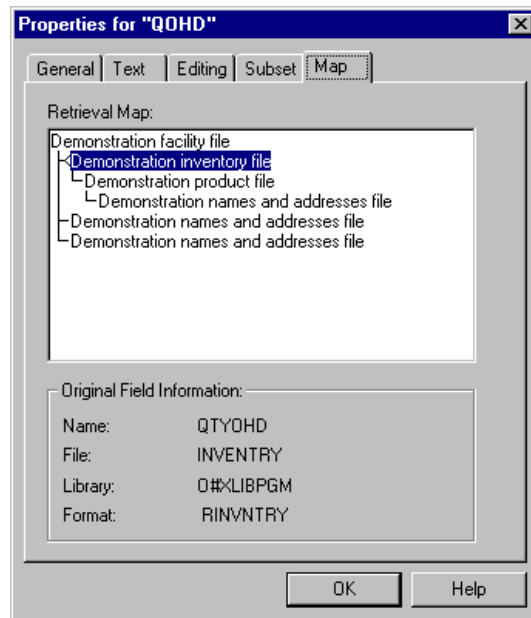 Properties for "QOHD"
General Text Editing Subset Map
Retrieval Map:
Demonstration facility file
Demonstration inventory file
Demonstration product file
Demonstration names and addresses file
Demonstration names and addresses file
Demonstration names and addresses file
Original Field Information:
Name: QTYOHD
File: INVENTRY
Library: O#XLIBPGM
Format: RINVNTRY
OK Help